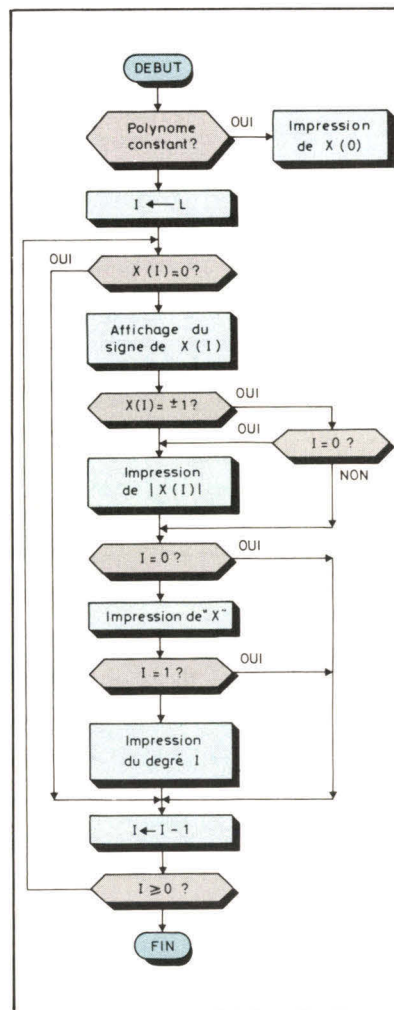 DEBUT
Polynome
constant?
OUI
Impression
de X(0)
I ← L
OUI
X(I)=0?
Affichage du
signe de X(I)
X(I)= ±1?
OUI
OUI
I=0?
Impression
de |X(I)|
NON
I=0?
OUI
Impression de "X"
I=1?
OUI
Impression
du degré I
I ← I - 1
I ≥ 0?
FIN